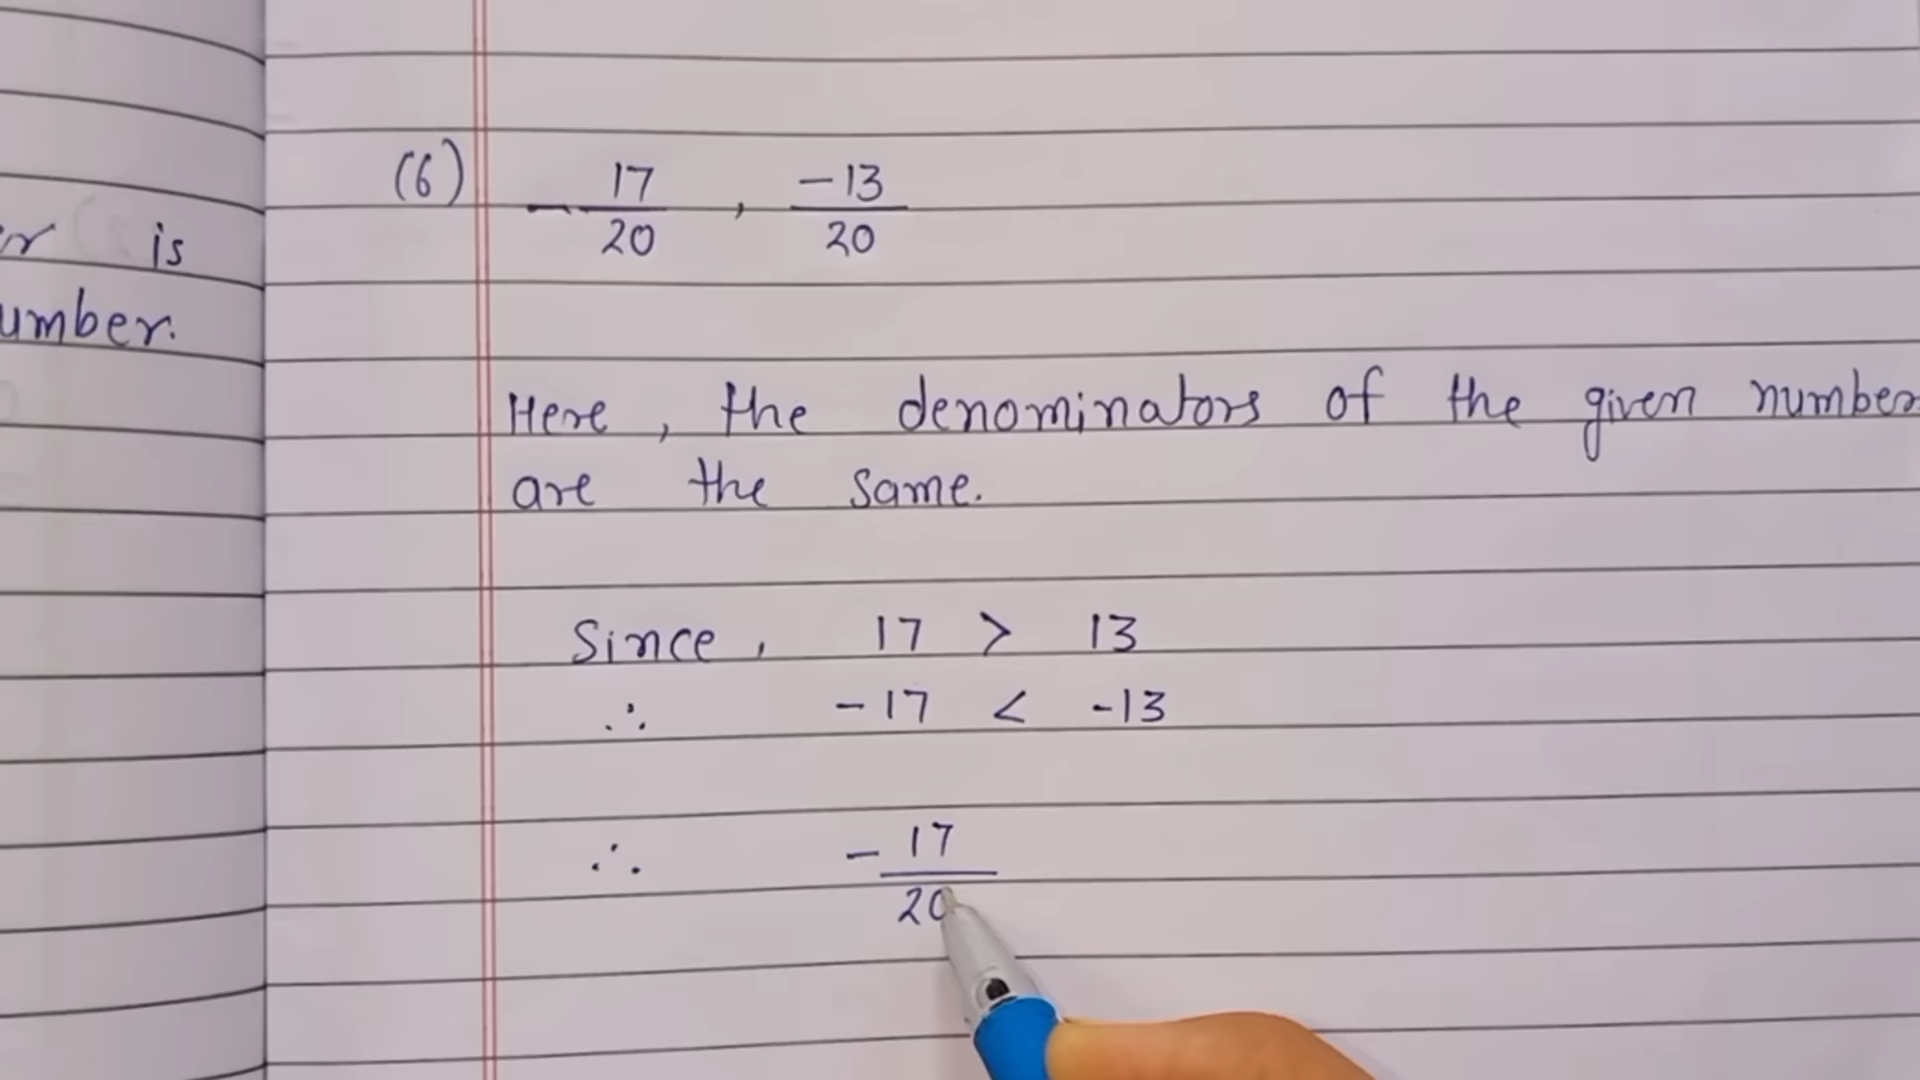 er is
umber.
(6) - 17/20 , -13/20
Here, the denominators of the given number
are the same.
Since, 17 > 13
∴ -17 < -13
∴ - 17/20